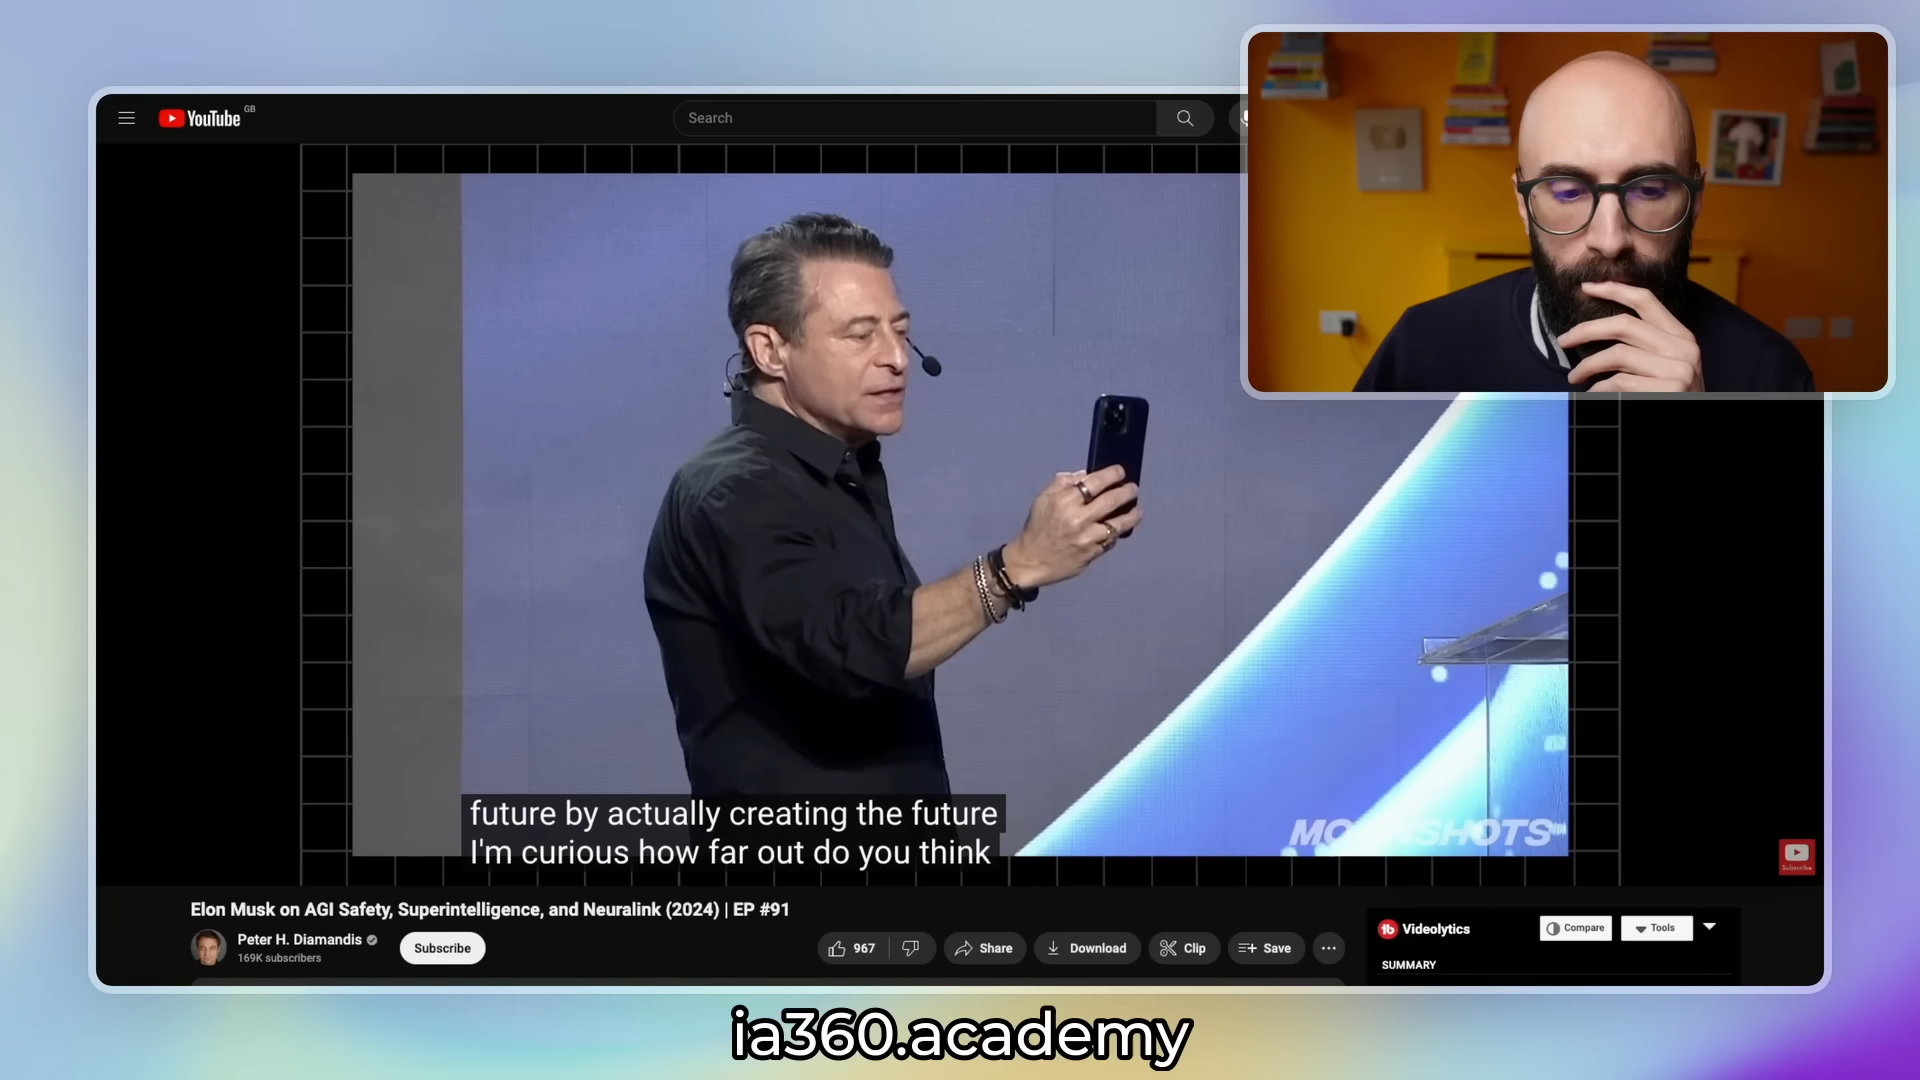 YouTube GB
Search
future by actually creating the future
I'm curious how far out do you think
MOONSHOTS
Subscribe
Elon Musk on AGI Safety, Superintelligence, and Neuralink (2024) | EP #91
Peter H. Diamandis
169K subscribers
Subscribe
967
Share
Download
Clip
Save
Videolytics
Compare
Tools
SUMMARY
ia360.academy